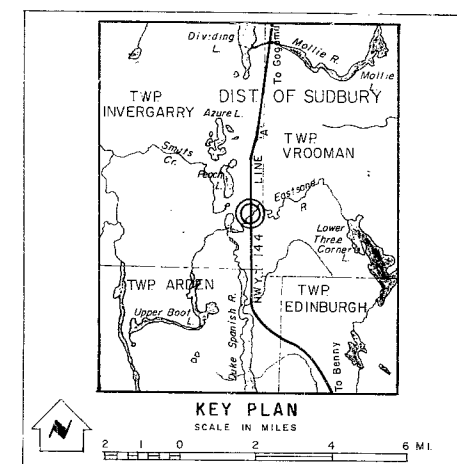 Dividing
L.
Mollie R.
Mollie
L.
To Gogama
TWP.
INVERGARRY
DIST. OF SUDBURY
Azure L.
TWP.
VROOMAN
LINE 'A'
Smuts
Cr.
Peach
L.
Eastsand
R.
Lower
Three
Corner
L.
HWY. 144
TWP. ARDEN
TWP.
EDINBURGH
Upper Boot
L.
Duke Spanish R.
To Benny
KEY PLAN
SCALE IN MILES
N
2 1 0 2 4 6 MI.